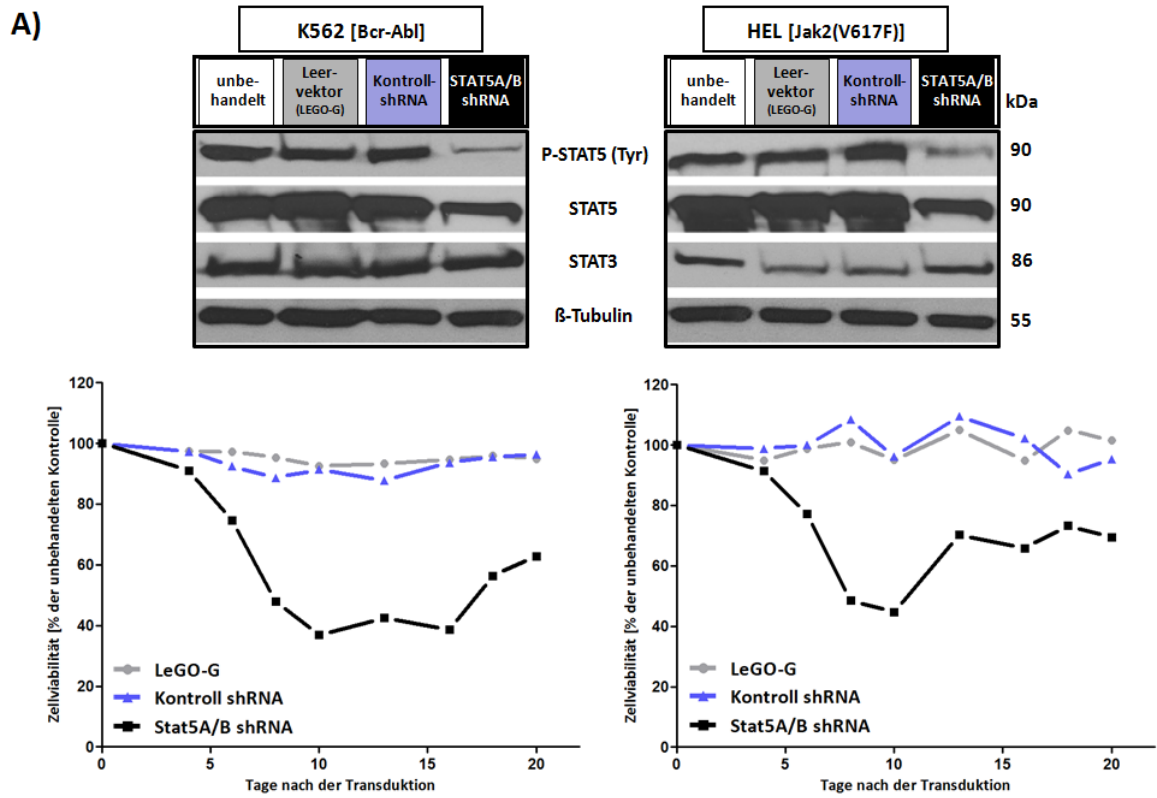 A)
K562 [Bcr-Abl]
HEL [Jak2(V617F)]
unbe-
handelt
Leer-
vektor
(LEGO-G)
Kontroll-
shRNA
STAT5A/B
shRNA
unbe-
handelt
Leer-
vektor
(LEGO-G)
Kontroll-
shRNA
STAT5A/B
shRNA
kDa
P-STAT5 (Tyr)
90
STAT5
90
STAT3
86
ß-Tubulin
55
Zellviabilität [% der unbehandelten Kontrolle]
120
100
80
60
40
20
0
LeGO-G
Kontroll shRNA
Stat5A/B shRNA
0
5
10
15
20
Tage nach der Transduktion
Zellviabilität [% der unbehandelten Kontrolle]
120
100
80
60
40
20
0
LeGO-G
Kontroll shRNA
Stat5A/B shRNA
0
5
10
15
20
Tage nach der Transduktion